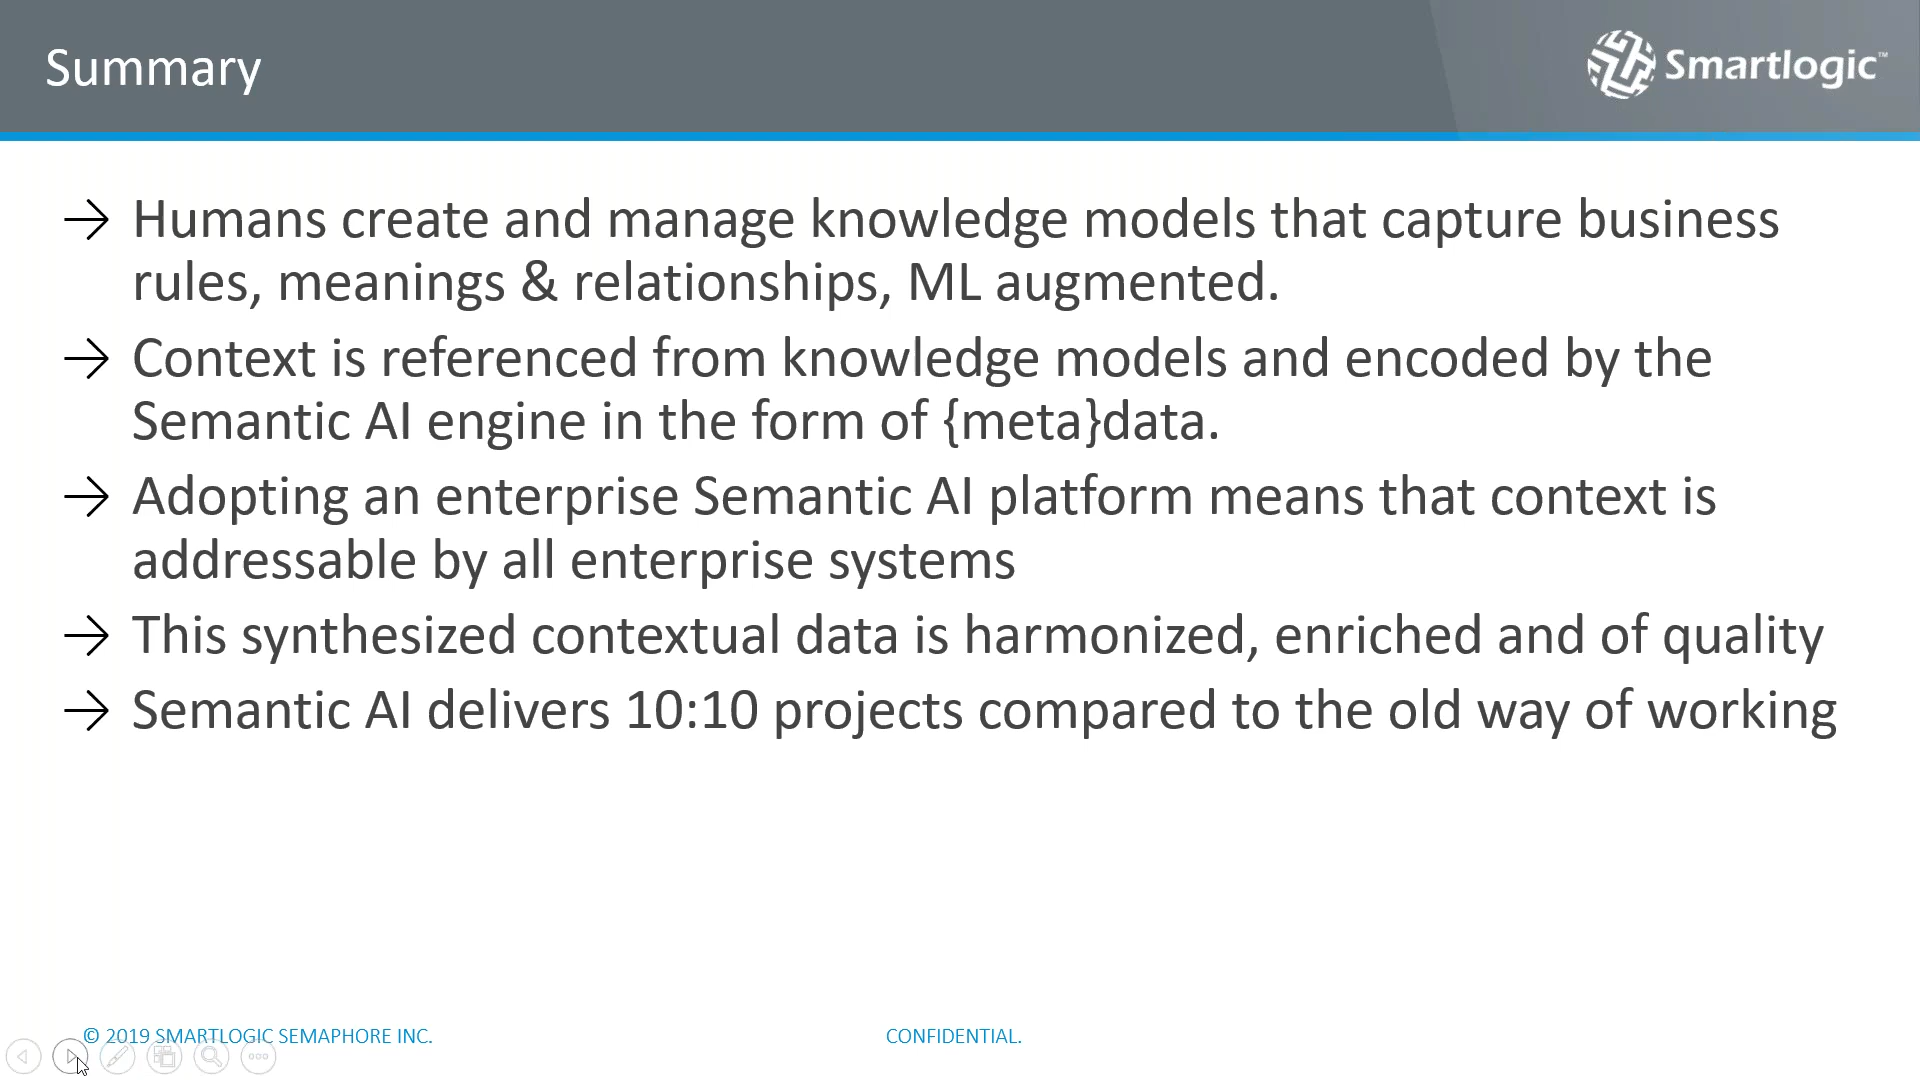 Summary
Smartlogic™
→ Humans create and manage knowledge models that capture business
rules, meanings & relationships, ML augmented.
→ Context is referenced from knowledge models and encoded by the
Semantic AI engine in the form of {meta}data.
→ Adopting an enterprise Semantic AI platform means that context is
addressable by all enterprise systems
→ This synthesized contextual data is harmonized, enriched and of quality
→ Semantic AI delivers 10:10 projects compared to the old way of working
© 2019 SMARTLOGIC SEMAPHORE INC.
CONFIDENTIAL.